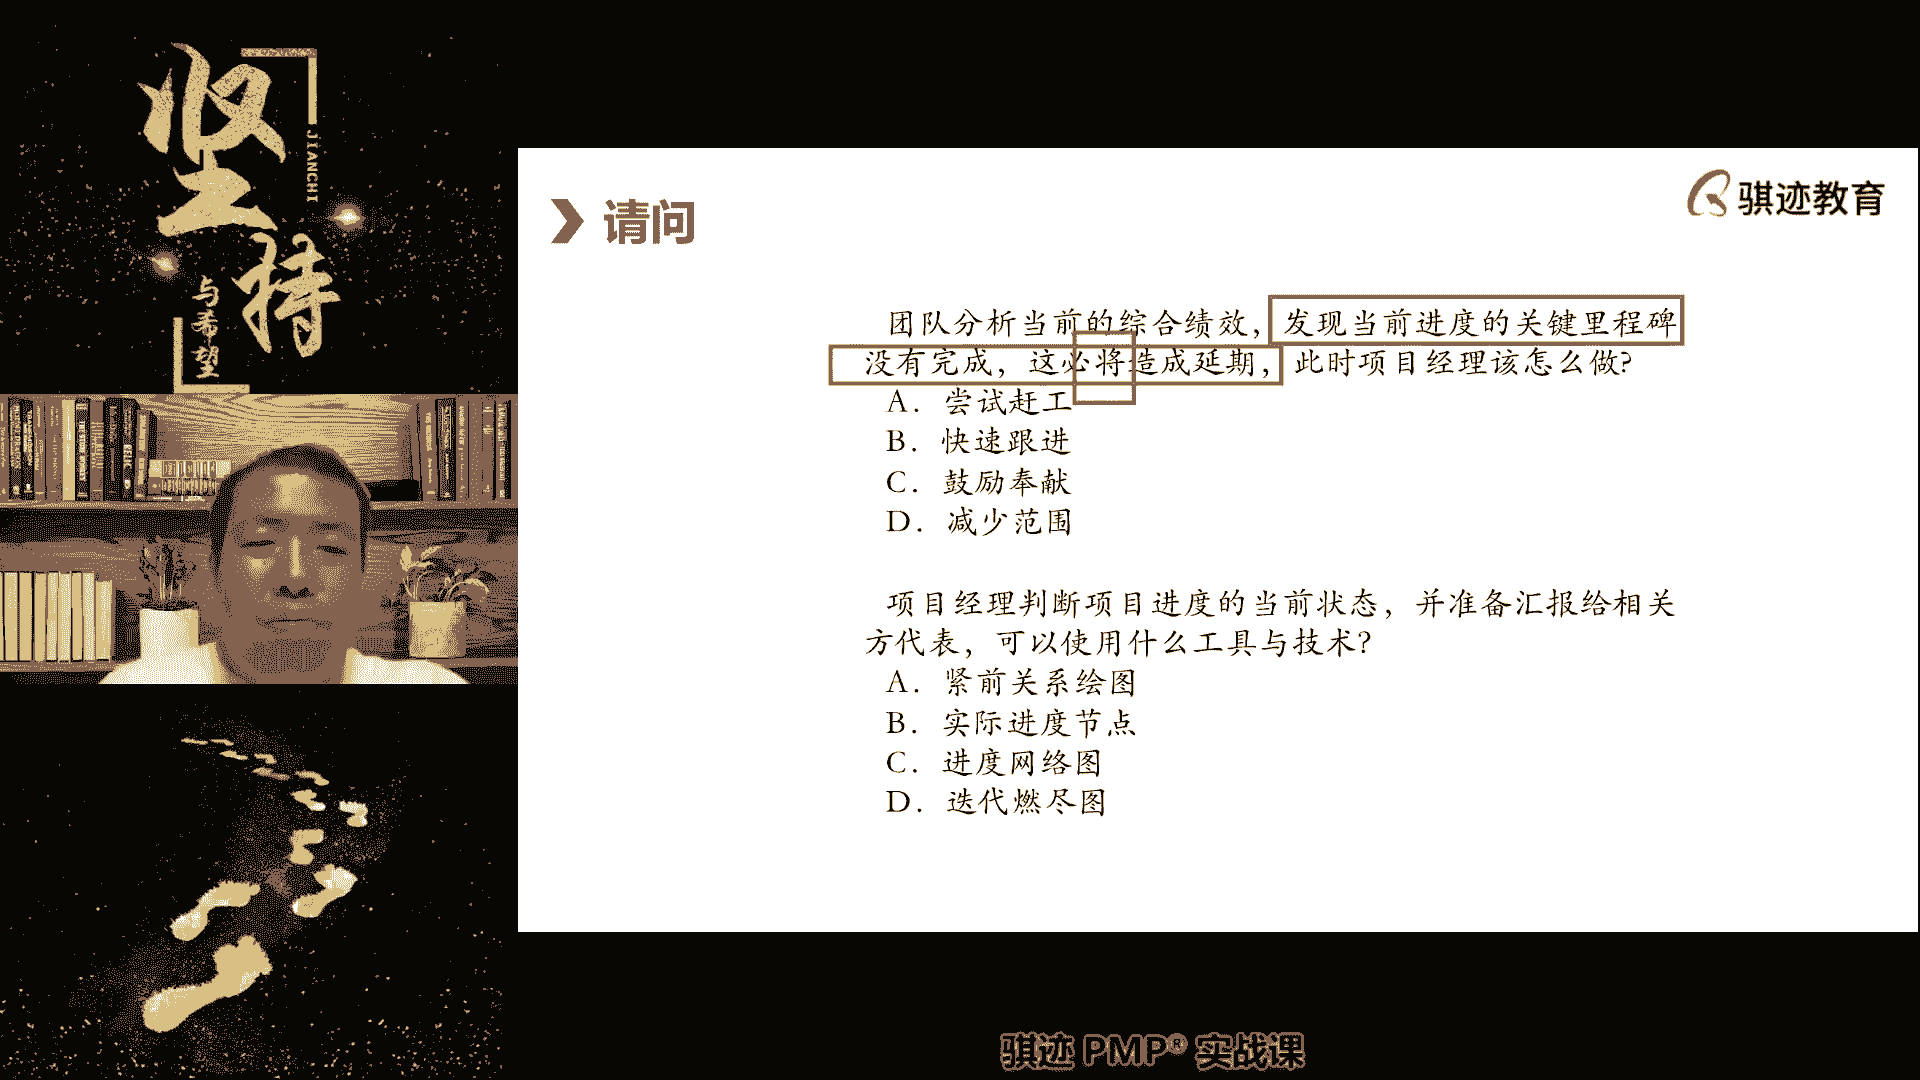 坚
持
JIANCHI
与
希
望
请问
骐迹教育
团队分析当前的综合绩效，发现当前进度的关键里程碑
没有完成，这必将造成延期，此时项目经理该怎么做？
A．尝试赶工
B．快速跟进
C．鼓励奉献
D．减少范围
项目经理判断项目进度的当前状态，并准备汇报给相关
方代表，可以使用什么工具与技术？
A．紧前关系绘图
B．实际进度节点
C．进度网络图
D．迭代燃尽图
骐迹 PMP® 实战课